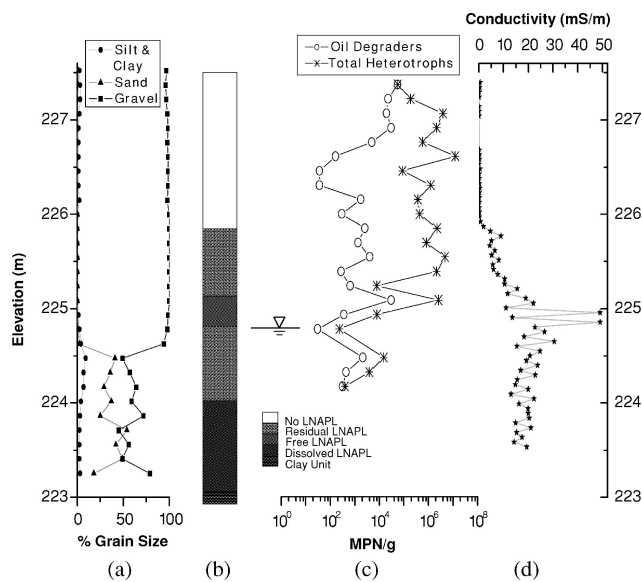 Conductivity (mS/m)
0 10 20 30 40 50
Silt &
Clay
Sand
Gravel
Oil Degraders
Total Heterotrophs
227
226
225
224
223
Elevation (m)
227
226
225
224
223
No LNAPL
Residual LNAPL
Free LNAPL
Dissolved LNAPL
Clay Unit
0 50 100
% Grain Size
10^0 10^2 10^4 10^6 10^8
MPN/g
(a) (b) (c) (d)